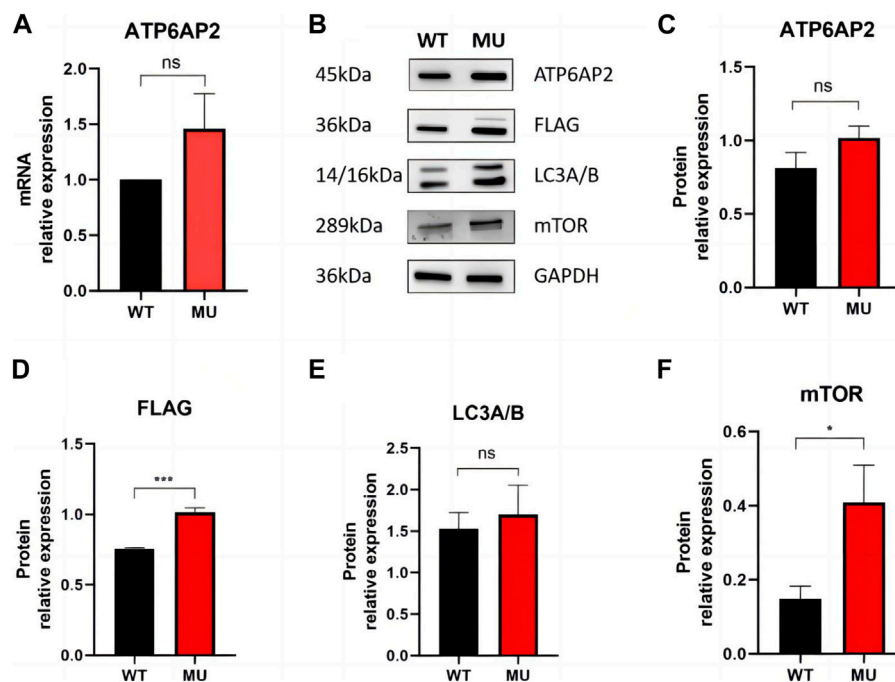 A
ATP6AP2
mRNA
relative expression
2.0
1.5
1.0
0.5
0.0
ns
WT MU
B
WT MU
45kDa ATP6AP2
36kDa FLAG
14/16kDa LC3A/B
289kDa mTOR
36kDa GAPDH
C
ATP6AP2
Protein
relative expression
1.5
1.0
0.5
0.0
ns
WT MU
D
FLAG
Protein
relative expression
1.5
1.0
0.5
0.0
***
WT MU
E
LC3A/B
Protein
relative expression
2.5
2.0
1.5
1.0
0.5
0.0
ns
WT MU
F
mTOR
Protein
relative expression
0.6
0.4
0.2
0.0
*
WT MU